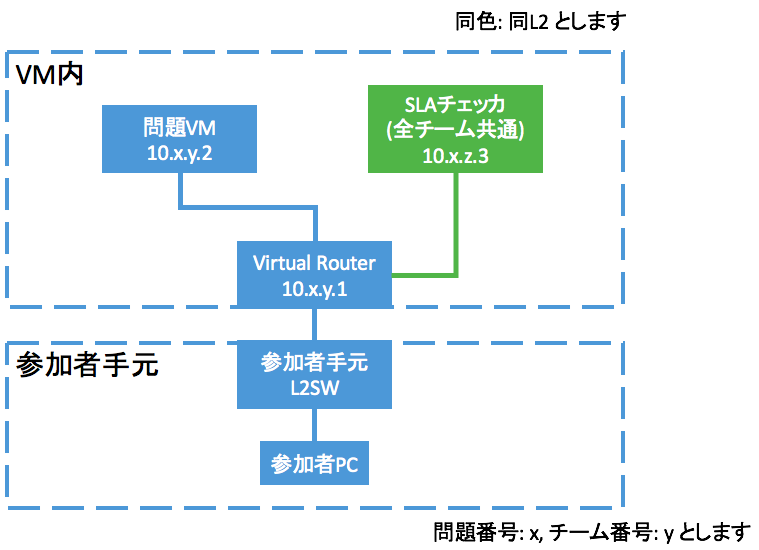 同色: 同L2 とします
VM内
問題VM
10.x.y.2
SLAチェッカ
(全チーム共通)
10.x.z.3
Virtual Router
10.x.y.1
参加者手元
参加者手元
L2SW
参加者PC
問題番号: x, チーム番号: y とします